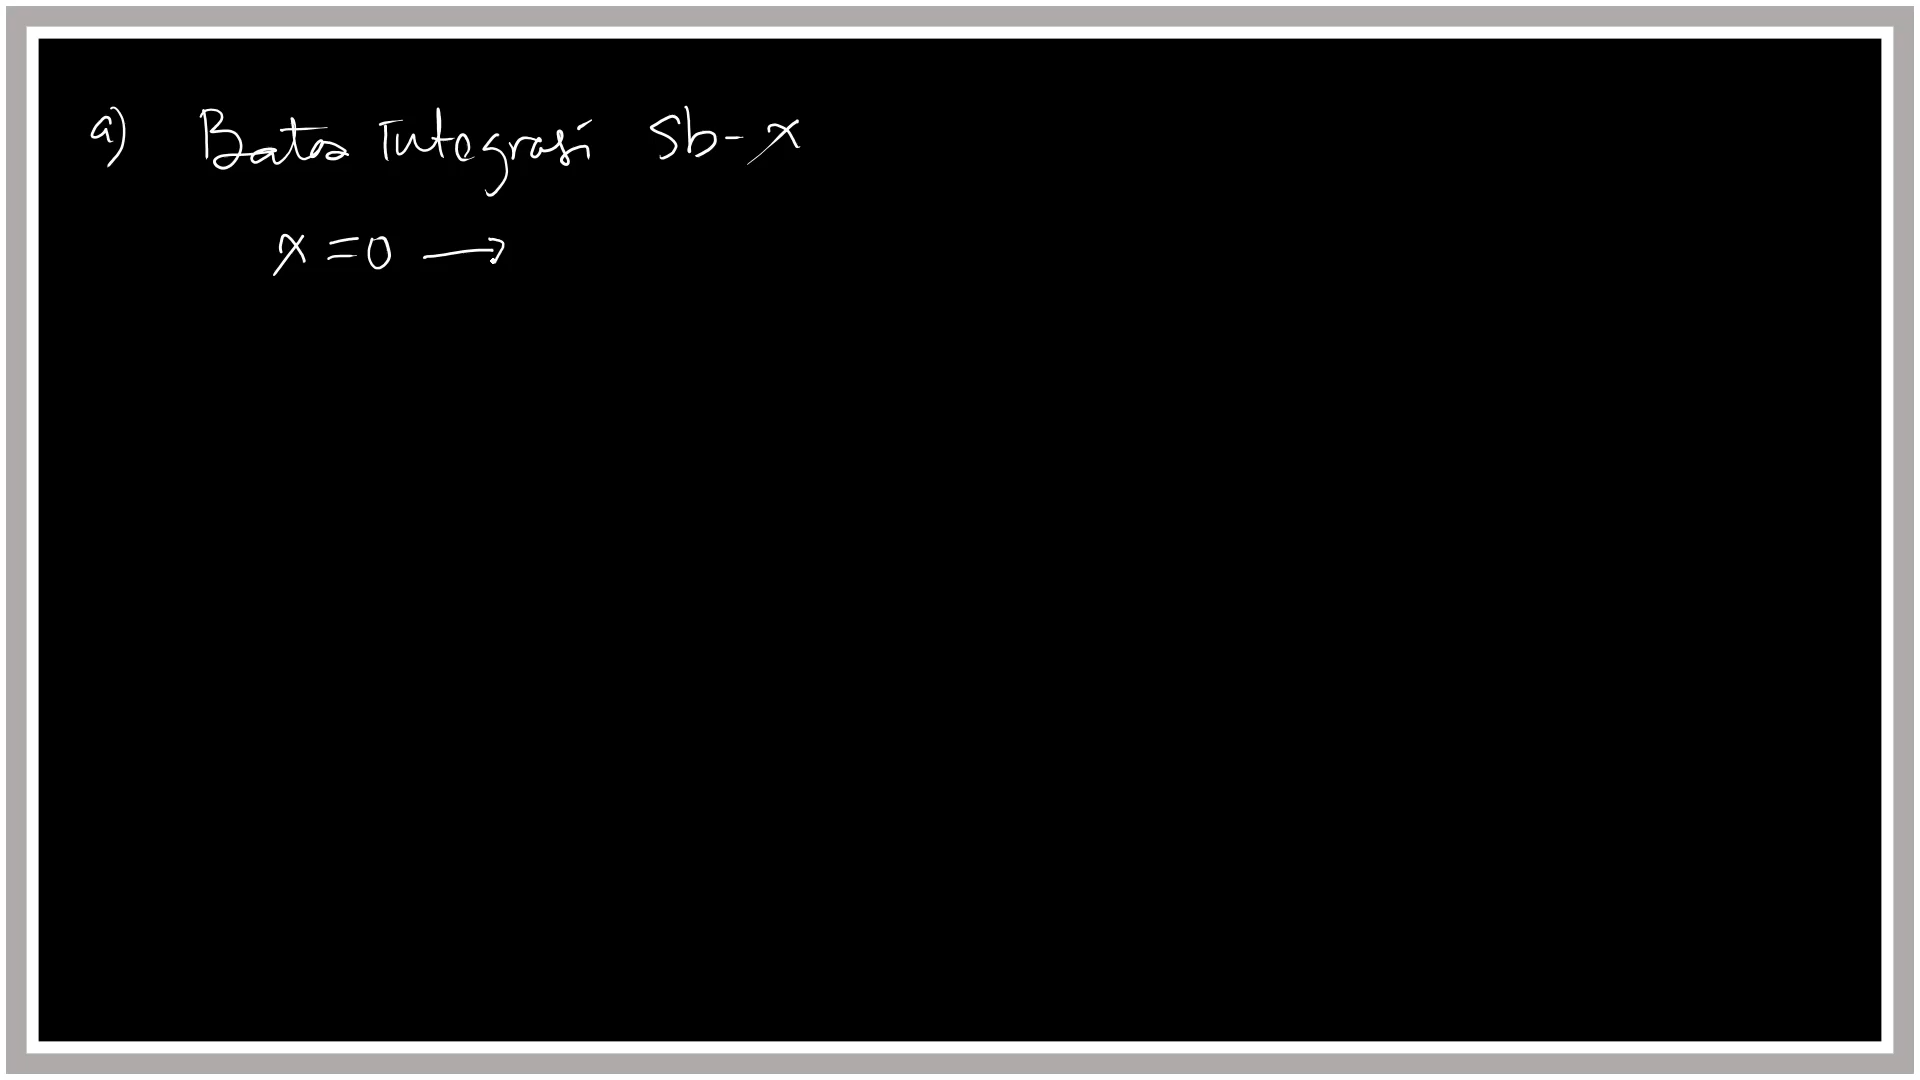 a) Batas Integrasi Sb-x
x = 0 →